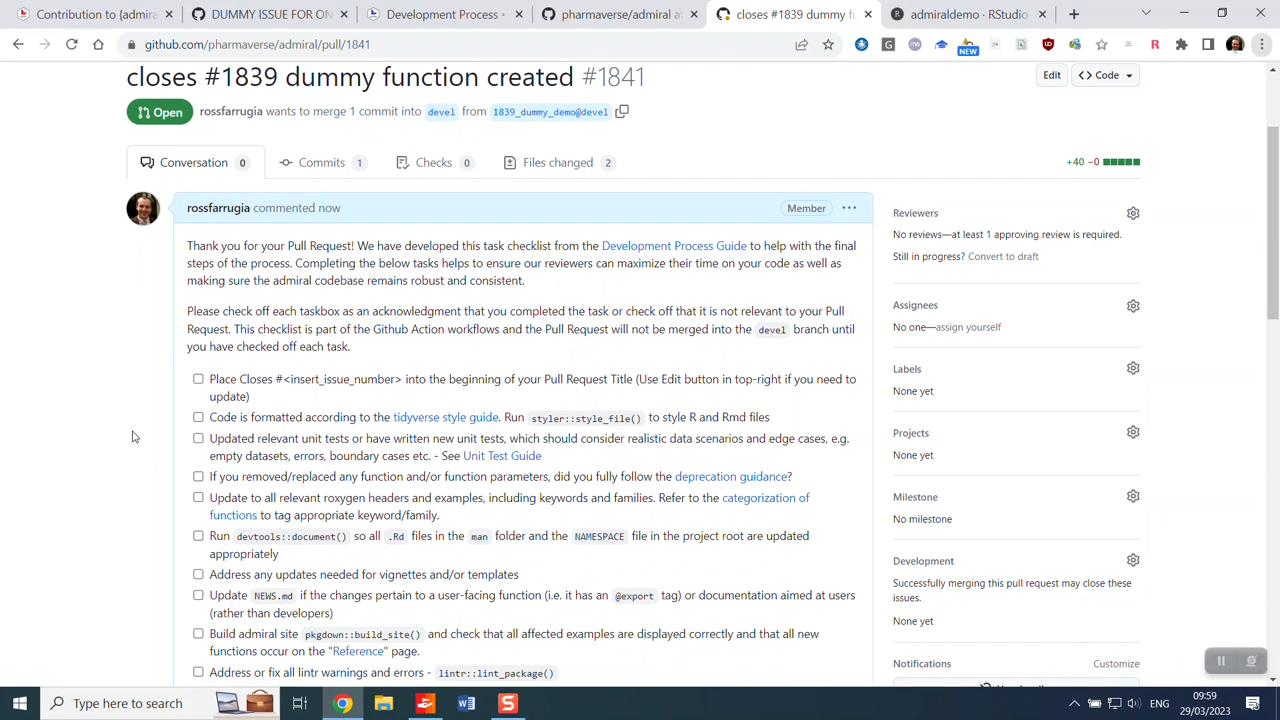 Contribution to {admira
DUMMY ISSUE FOR ON
Development Process
pharmaverse/admiral at
closes #1839 dummy fu
admiraldemo - RStudio
github.com/pharmaverse/admiral/pull/1841
NEW
closes #1839 dummy function created #1841
Edit
Code
Open
rossfarrugia wants to merge 1 commit into devel from 1839_dummy_demo@devel
Conversation 0
Commits 1
Checks 0
Files changed 2
+40 −0
rossfarrugia commented now
Member
Thank you for your Pull Request! We have developed this task checklist from the Development Process Guide to help with the final
steps of the process. Completing the below tasks helps to ensure our reviewers can maximize their time on your code as well as
making sure the admiral codebase remains robust and consistent.
Please check off each taskbox as an acknowledgment that you completed the task or check off that it is not relevant to your Pull
Request. This checklist is part of the Github Action workflows and the Pull Request will not be merged into the devel branch until
you have checked off each task.
Place Closes #<insert_issue_number> into the beginning of your Pull Request Title (Use Edit button in top-right if you need to
update)
Code is formatted according to the tidyverse style guide. Run styler::style_file() to style R and Rmd files
Updated relevant unit tests or have written new unit tests, which should consider realistic data scenarios and edge cases, e.g.
empty datasets, errors, boundary cases etc. - See Unit Test Guide
If you removed/replaced any function and/or function parameters, did you fully follow the deprecation guidance?
Update to all relevant roxygen headers and examples, including keywords and families. Refer to the categorization of
functions to tag appropriate keyword/family.
Run devtools::document() so all .Rd files in the man folder and the NAMESPACE file in the project root are updated
appropriately
Address any updates needed for vignettes and/or templates
Update NEWS.md if the changes pertain to a user-facing function (i.e. it has an @export tag) or documentation aimed at users
(rather than developers)
Build admiral site pkgdown::build_site() and check that all affected examples are displayed correctly and that all new
functions occur on the "Reference" page.
Address or fix all lintr warnings and errors - lintr::lint_package()
Reviewers
No reviews—at least 1 approving review is required.
Still in progress? Convert to draft
Assignees
No one—assign yourself
Labels
None yet
Projects
None yet
Milestone
No milestone
Development
Successfully merging this pull request may close these
issues.
None yet
Notifications
Customize
Type here to search
ENG
09:59
29/03/2023